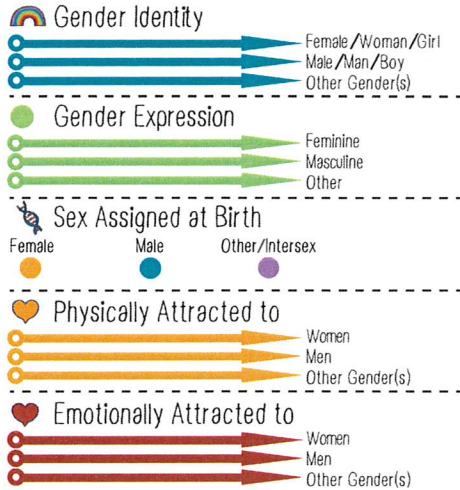 Gender Identity
Female/Woman/Girl
Male/Man/Boy
Other Gender(s)
Gender Expression
Feminine
Masculine
Other
Sex Assigned at Birth
Female Male Other/Intersex
Physically Attracted to
Women
Men
Other Gender(s)
Emotionally Attracted to
Women
Men
Other Gender(s)